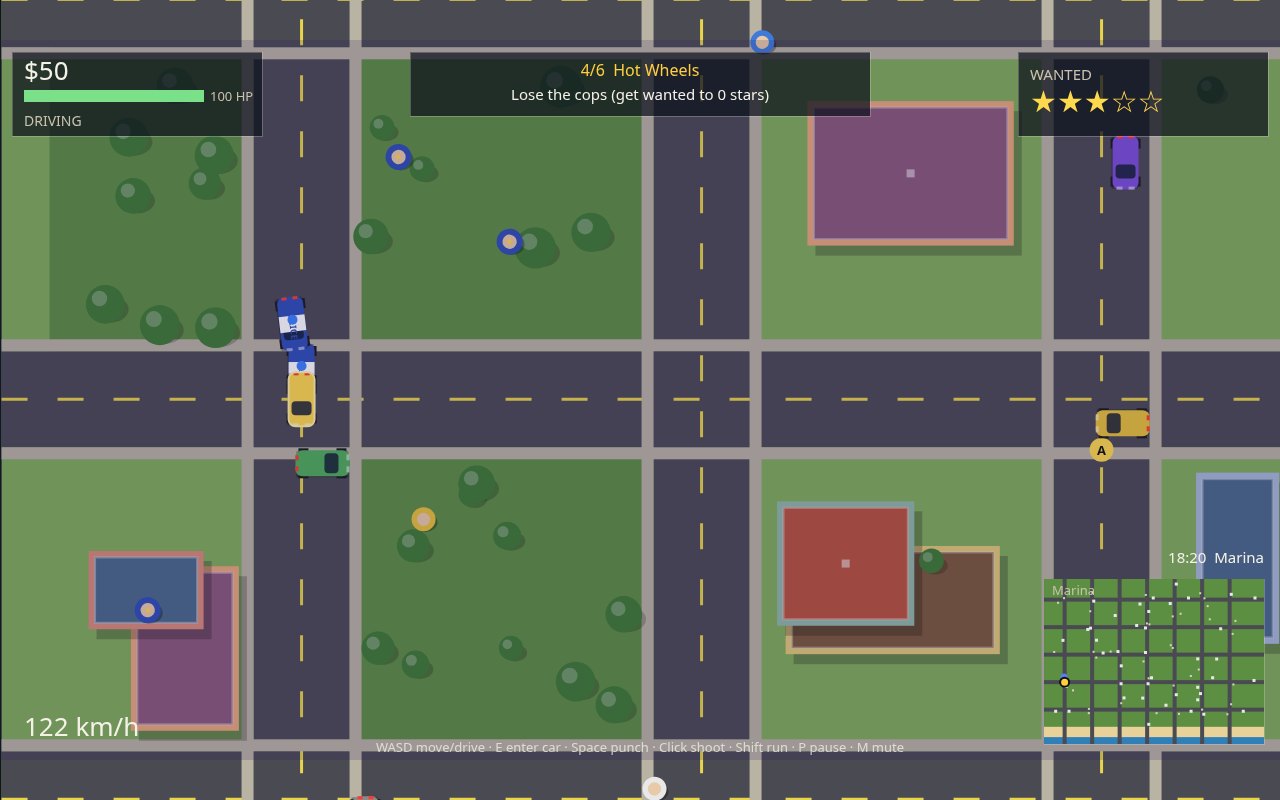 $50
100 HP
DRIVING
4/6 Hot Wheels
Lose the cops (get wanted to 0 stars)
WANTED
★★★☆☆
A
18:20 Marina
Marina
122 km/h
WASD move/drive · E enter car · Space punch · Click shoot · Shift run · P pause · M mute